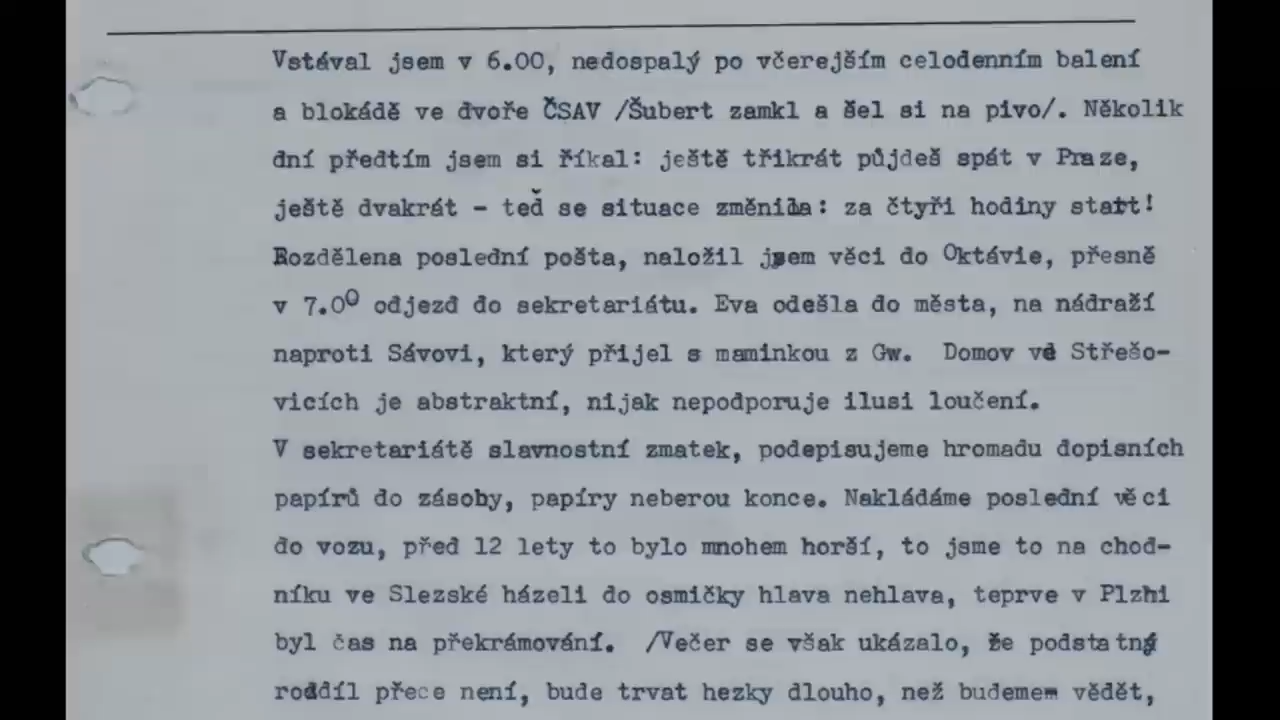 Vstával jsem v 6.00, nedospalý po včerejším celodenním balení
a blokádě ve dvoře ČSAV /Šubert zamkl a šel si na pivo/. Několik
dní předtím jsem si říkal: ještě třikrát půjdeš spát v Praze,
ještě dvakrát - teď se situace změnila: za čtyři hodiny start!
Rozdělena poslední pošta, naložil jsem věci do Oktávie, přesně
v 7.00 odjezd do sekretariátu. Eva odešla do města, na nádraží
naproti Sávovi, který přijel s maminkou z Gw. Domov ve Střešo-
vicích je abstraktní, nijak nepodporuje ilusi loučení.
V sekretariátě slavnostní zmatek, podepisujeme hromadu dopisních
papírů do zásoby, papíry neberou konce. Nakládáme poslední věci
do vozu, před 12 lety to bylo mnohem horší, to jsme to na chod-
níku ve Slezské házeli do osmičky hlava nehlava, teprve v Plzni
byl čas na překrámování. /Večer se však ukázalo, že podstatný
rozdíl přece není, bude trvat hezky dlouho, než budemem vědět,